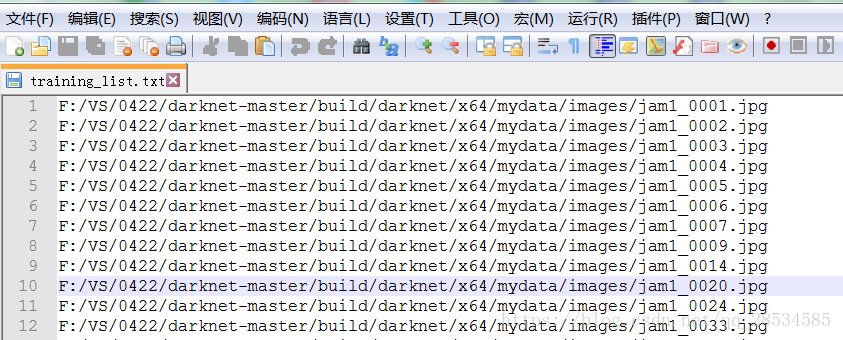 文件(F) 编辑(E) 搜索(S) 视图(V) 编码(N) 语言(L) 设置(T) 工具(O) 宏(M) 运行(R) 插件(P) 窗口(W) ?
training_list.txt
1 F:/VS/0422/darknet-master/build/darknet/x64/mydata/images/jam1_0001.jpg
2 F:/VS/0422/darknet-master/build/darknet/x64/mydata/images/jam1_0002.jpg
3 F:/VS/0422/darknet-master/build/darknet/x64/mydata/images/jam1_0003.jpg
4 F:/VS/0422/darknet-master/build/darknet/x64/mydata/images/jam1_0004.jpg
5 F:/VS/0422/darknet-master/build/darknet/x64/mydata/images/jam1_0005.jpg
6 F:/VS/0422/darknet-master/build/darknet/x64/mydata/images/jam1_0006.jpg
7 F:/VS/0422/darknet-master/build/darknet/x64/mydata/images/jam1_0007.jpg
8 F:/VS/0422/darknet-master/build/darknet/x64/mydata/images/jam1_0009.jpg
9 F:/VS/0422/darknet-master/build/darknet/x64/mydata/images/jam1_0014.jpg
10 F:/VS/0422/darknet-master/build/darknet/x64/mydata/images/jam1_0020.jpg
11 F:/VS/0422/darknet-master/build/darknet/x64/mydata/images/jam1_0024.jpg
12 F:/VS/0422/darknet-master/build/darknet/x64/mydata/images/jam1_0033.jpg
https://blog.csdn.net/qq_28534585